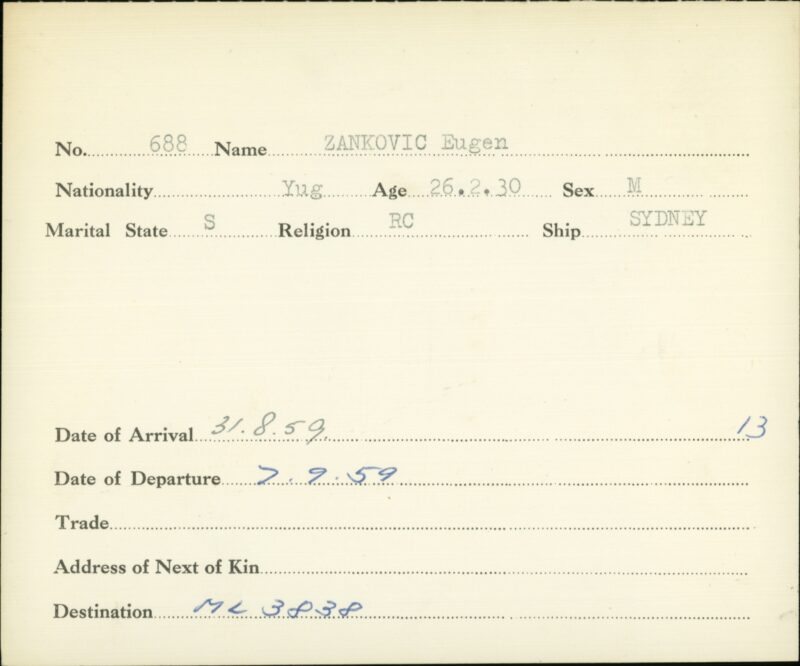 No. 688 Name ZANKOVIC Eugen
Nationality Yug Age 26.2.30 Sex M
Marital State S Religion RC Ship SYDNEY
Date of Arrival 31.8.59 13
Date of Departure 7.9.59
Trade
Address of Next of Kin
Destination ML 3838